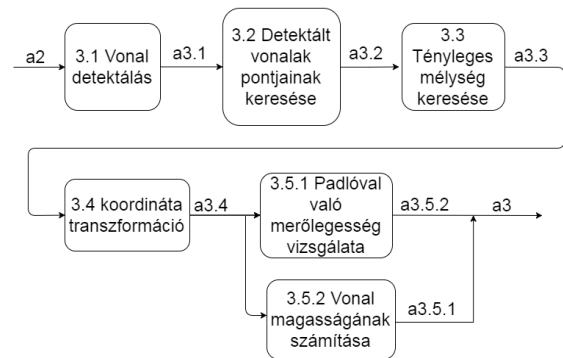 a2
3.1 Vonal
detektálás
a3.1
3.2 Detektált
vonalak
pontjainak
keresése
a3.2
3.3
Tényleges
mélység
keresése
a3.3
3.4 koordináta
transzformáció
a3.4
3.5.1 Padlóval
való
merőlegesség
vizsgálata
a3.5.2
a3
3.5.2 Vonal
magasságának
számítása
a3.5.1